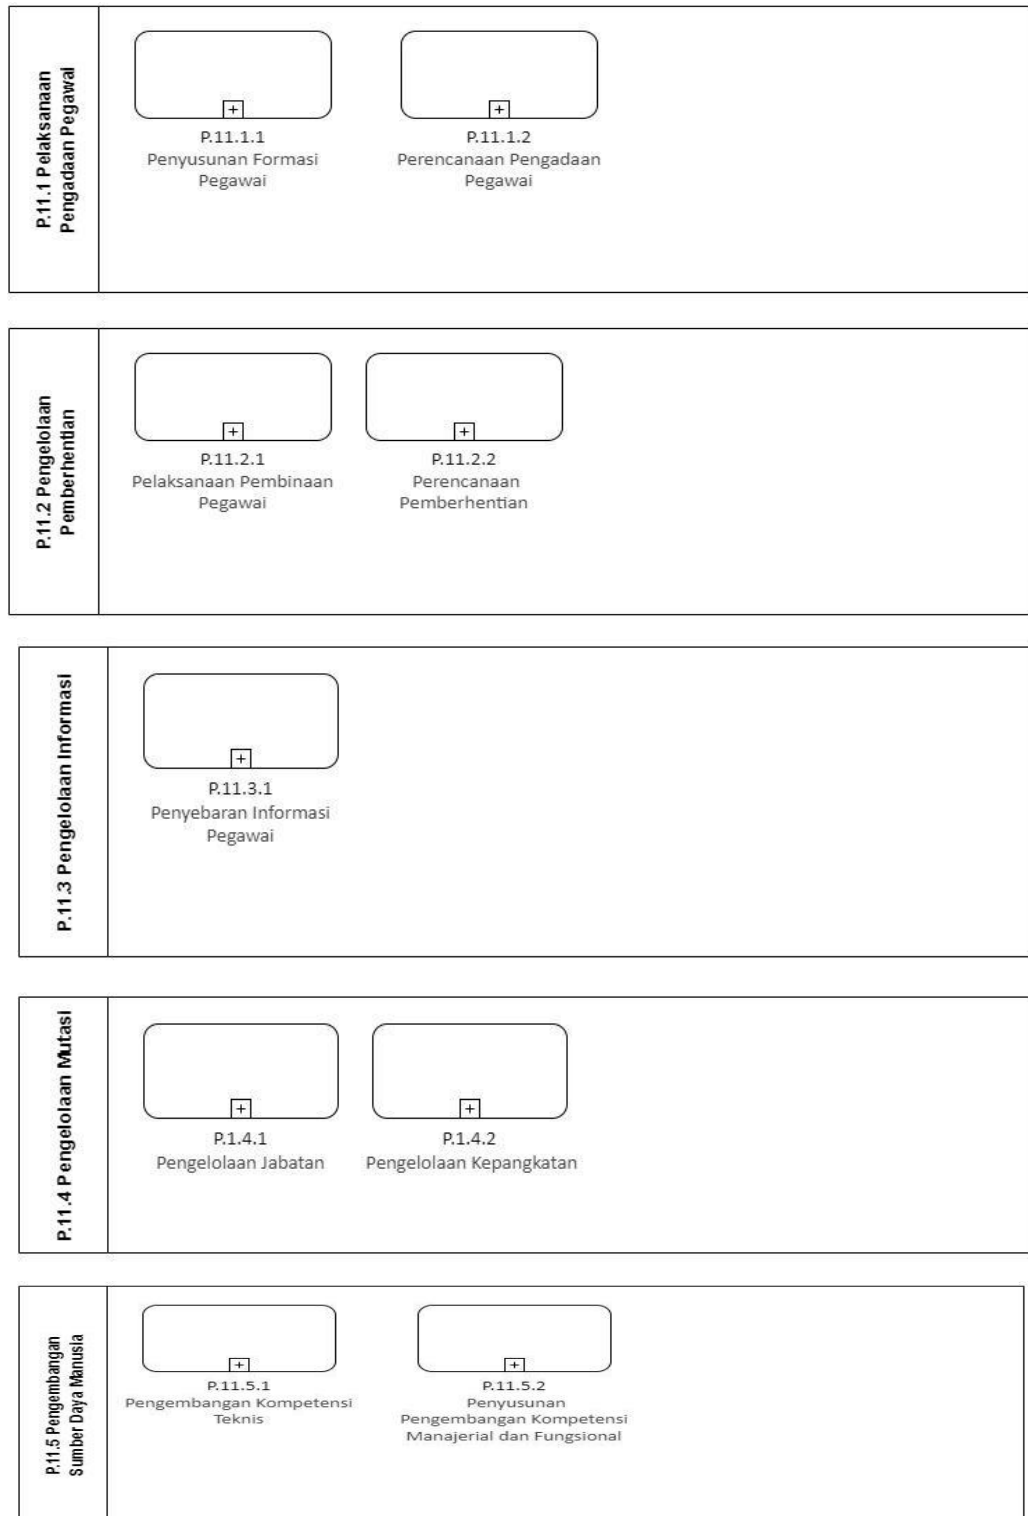 P.11.1 Pelaksanaan
Pengadaan Pegawai
P.11.1.1
Penyusunan Formasi
Pegawai
P.11.1.2
Perencanaan Pengadaan
Pegawai
P.11.2 Pengelolaan
Pemberhentian
P.11.2.1
Pelaksanaan Pembinaan
Pegawai
P.11.2.2
Perencanaan
Pemberhentian
P.11.3 Pengelolaan Informasi
P.11.3.1
Penyebaran Informasi
Pegawai
P.11.4 Pengelolaan Mutasi
P.1.4.1
Pengelolaan Jabatan
P.1.4.2
Pengelolaan Kepangkatan
P.11.5 Pengembangan
Sumber Daya Manusia
P.11.5.1
Pengembangan Kompetensi
Teknis
P.11.5.2
Penyusunan
Pengembangan Kompetensi
Manajerial dan Fungsional